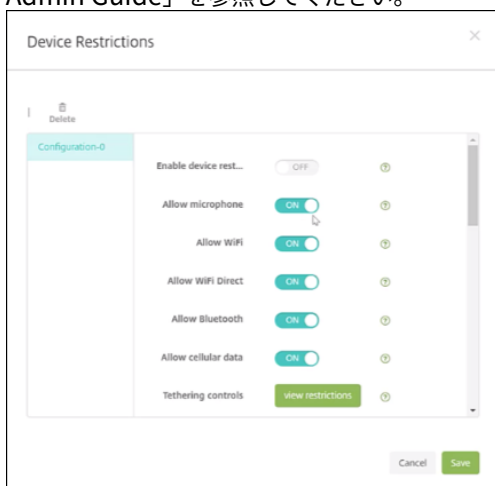 Admin Guide」を参照してください。
Device Restrictions
Delete
Configuration-0
Enable device rest... OFF
Allow microphone ON
Allow WiFi ON
Allow WiFi Direct ON
Allow Bluetooth ON
Allow cellular data ON
Tethering controls view restrictions
Cancel Save